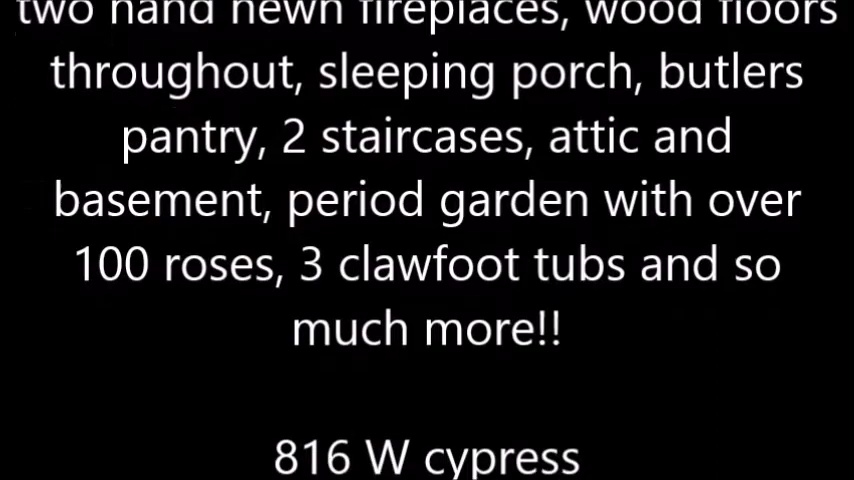 two hand hewn fireplaces, wood floors
throughout, sleeping porch, butlers
pantry, 2 staircases, attic and
basement, period garden with over
100 roses, 3 clawfoot tubs and so
much more!!
816 W cypress